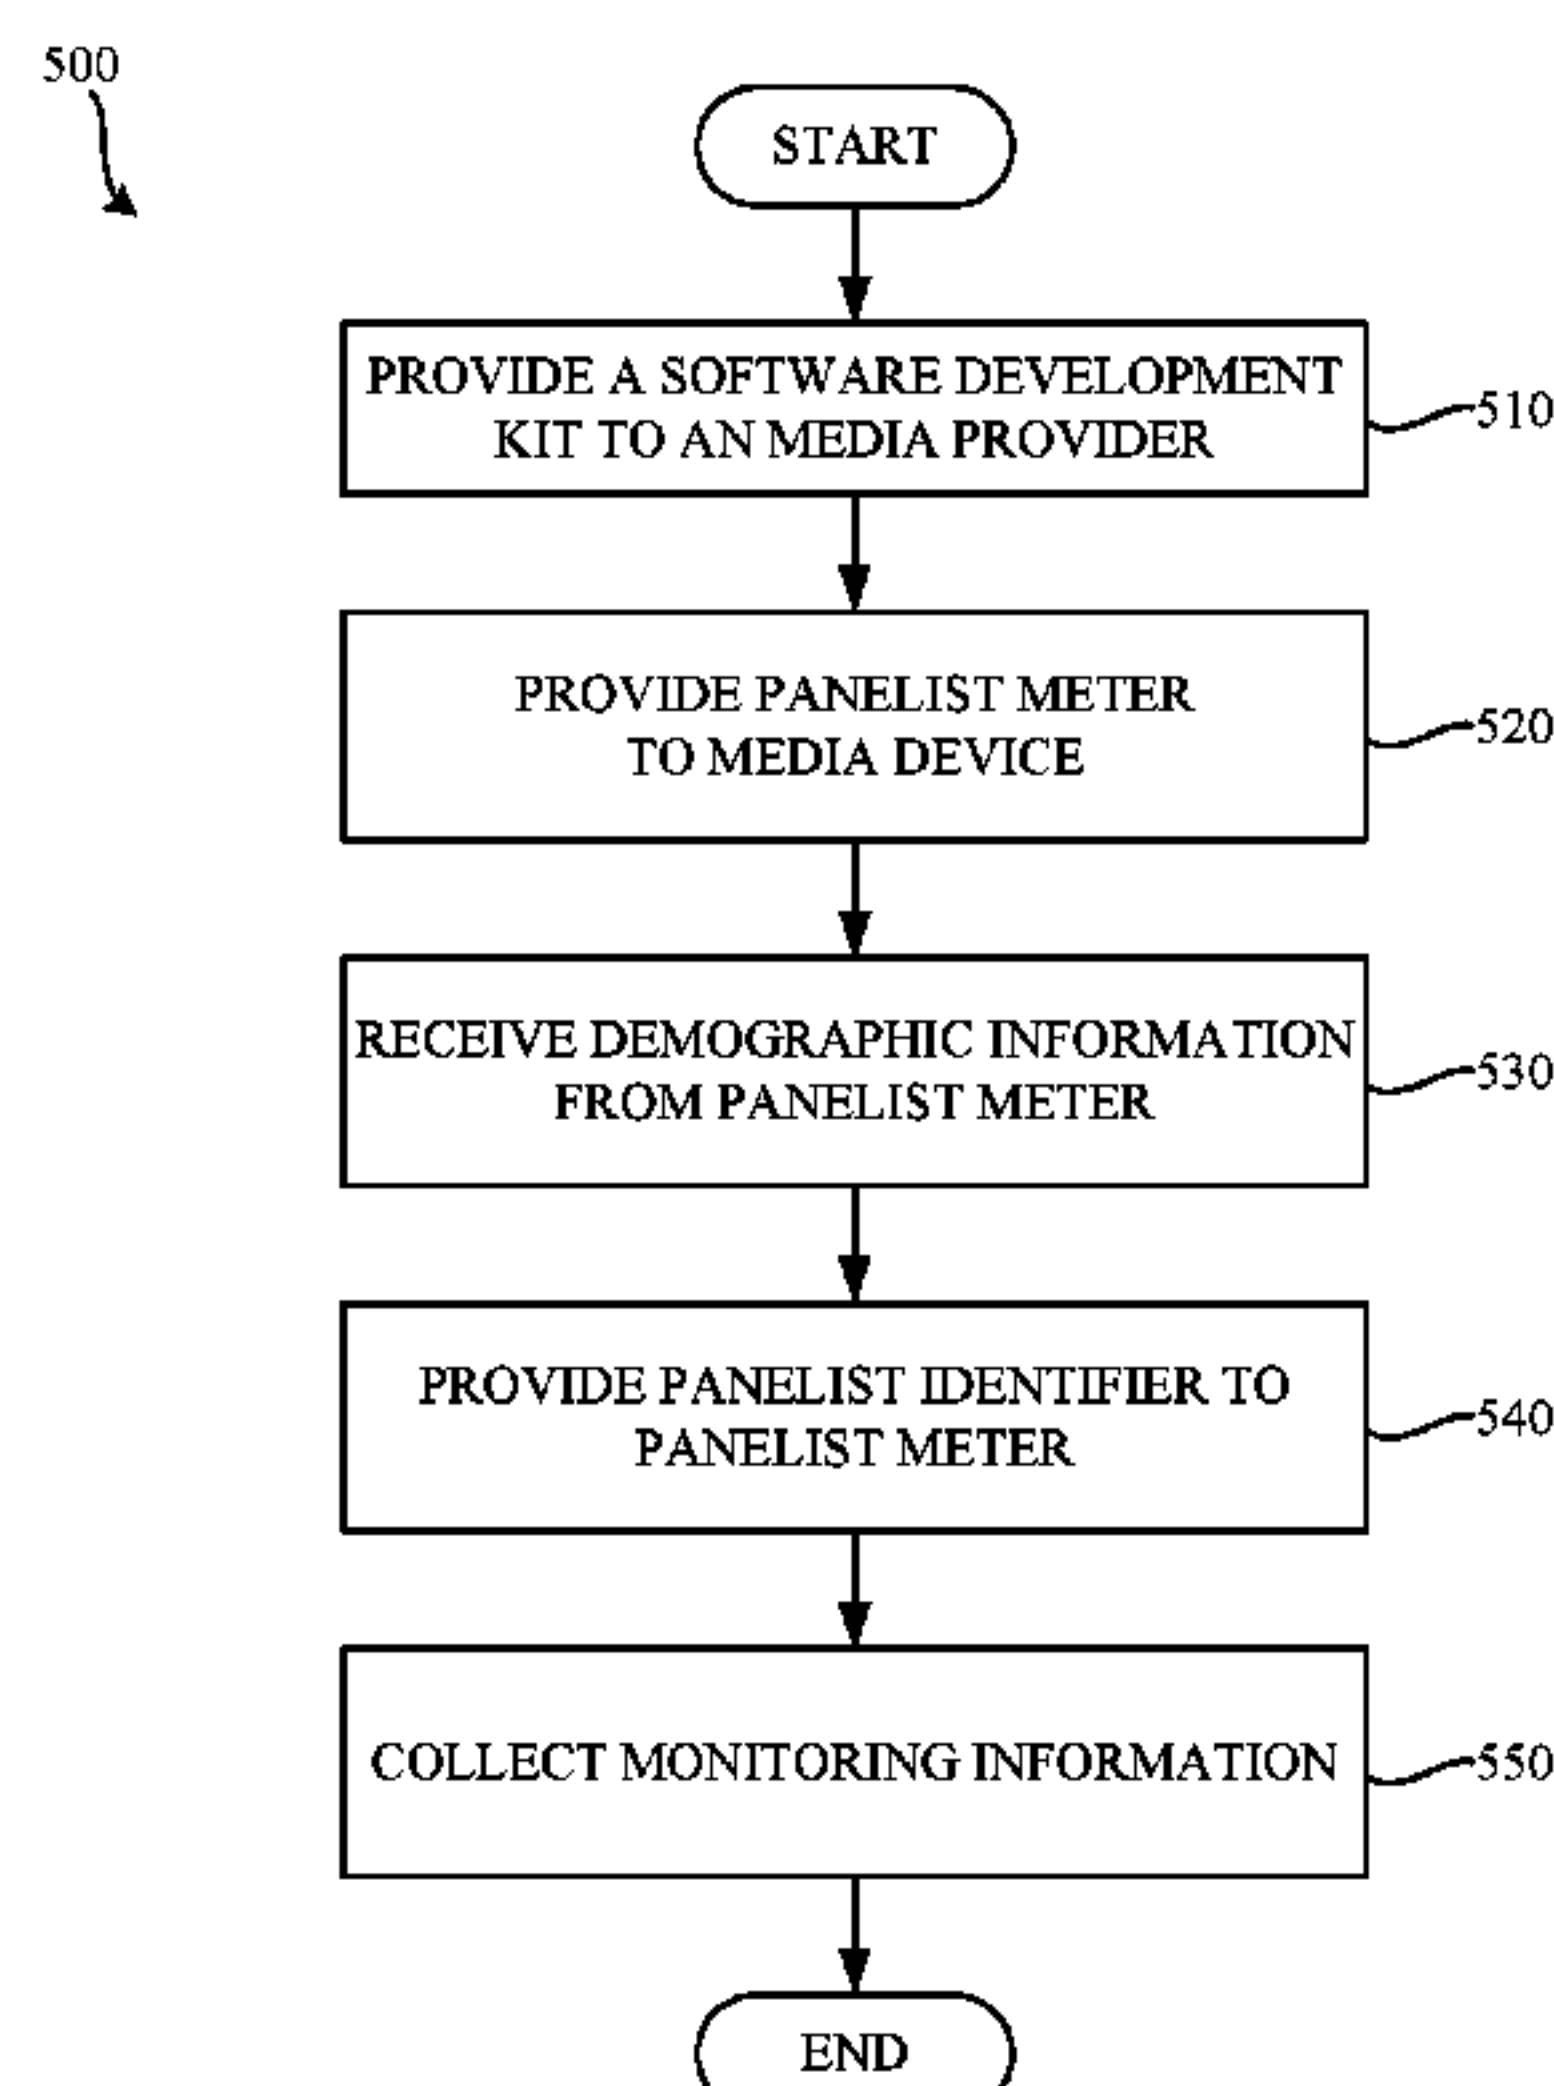 500
START
PROVIDE A SOFTWARE DEVELOPMENT
KIT TO AN MEDIA PROVIDER
510
PROVIDE PANELIST METER
TO MEDIA DEVICE
520
RECEIVE DEMOGRAPHIC INFORMATION
FROM PANELIST METER
530
PROVIDE PANELIST IDENTIFIER TO
PANELIST METER
540
COLLECT MONITORING INFORMATION
550
END